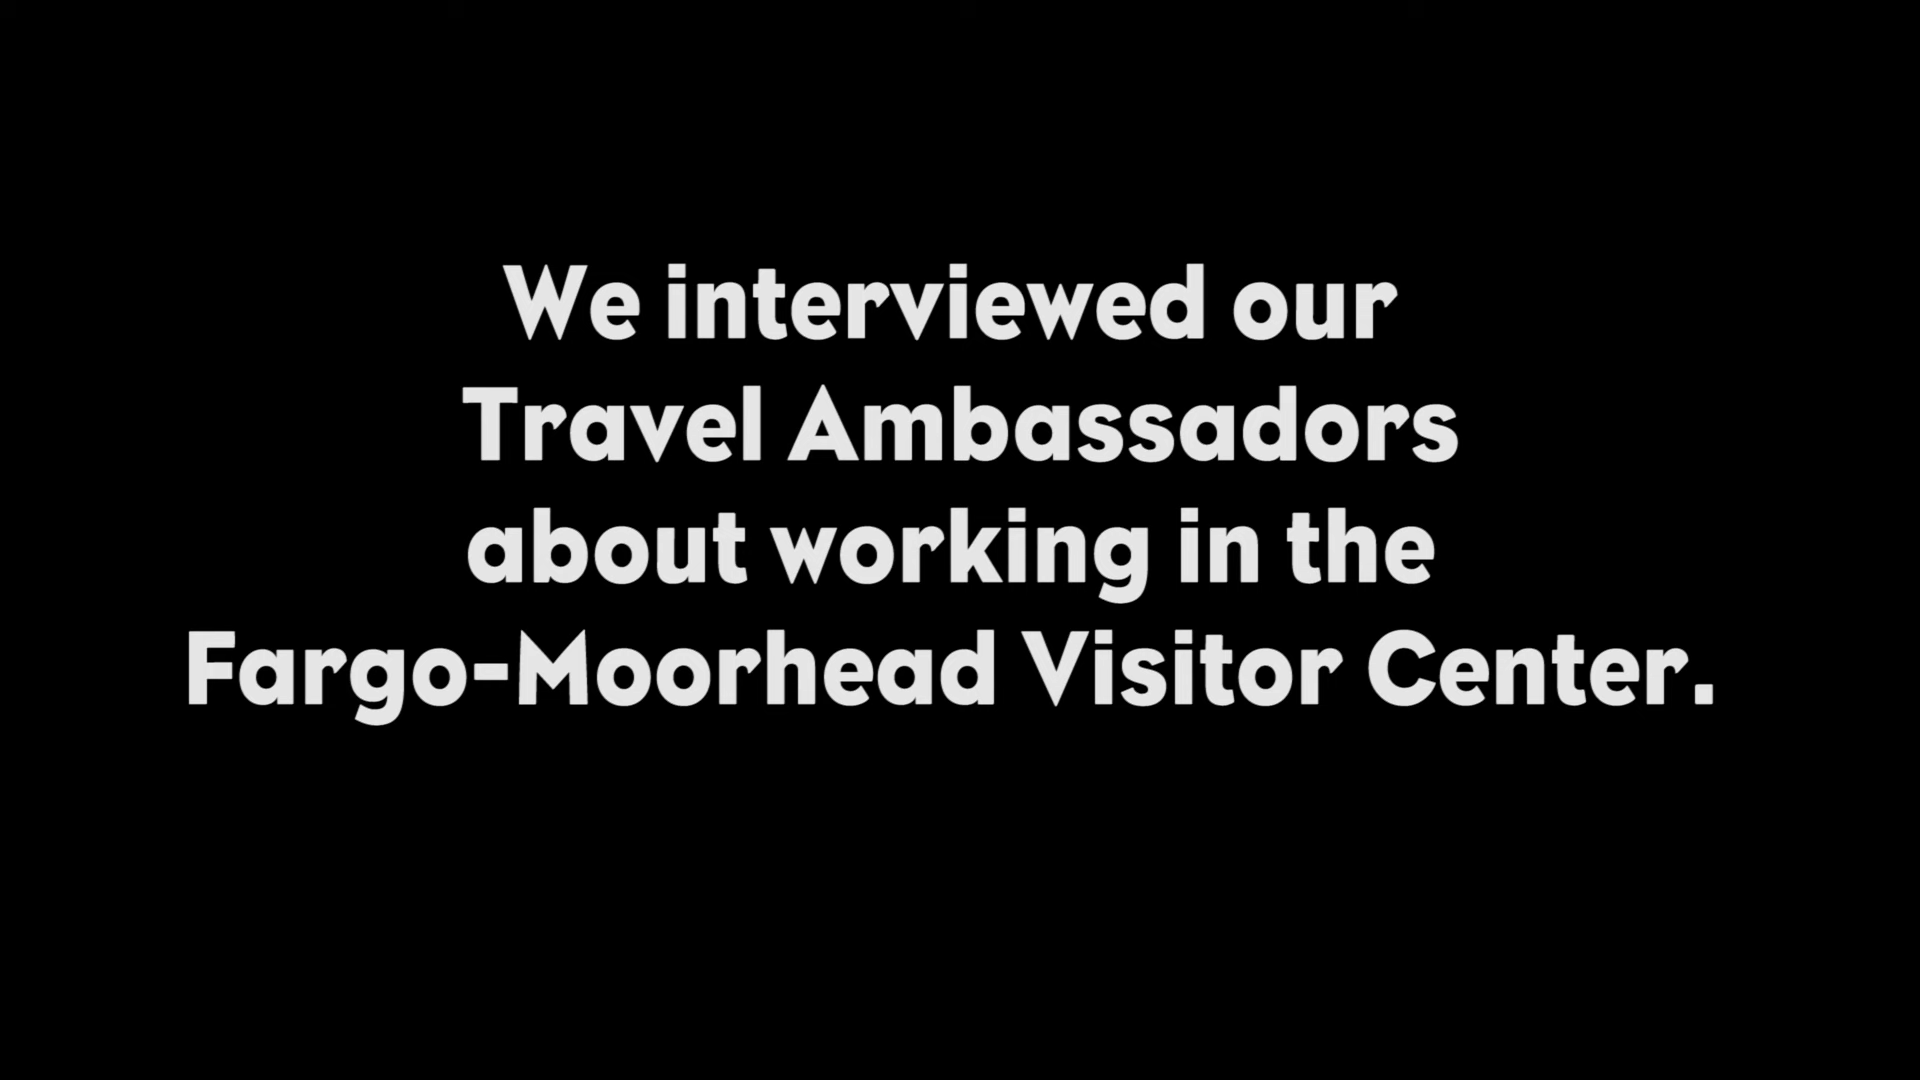 We interviewed our
Travel Ambassadors
about working in the
Fargo-Moorhead Visitor Center.